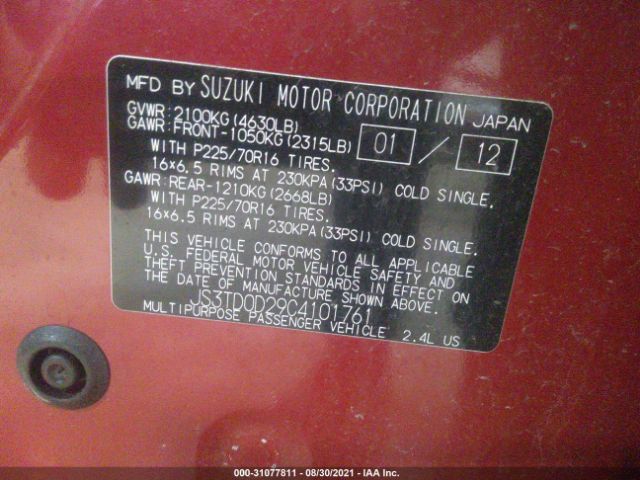 MFD BY SUZUKI MOTOR CORPORATION JAPAN
GVWR:2100KG(4630LB)
GAWR:FRONT-1050KG(2315LB) 01 / 12
WITH P225/70R16 TIRES.
16×6.5 RIMS AT 230KPA(33PSI) COLD SINGLE.
GAWR:REAR-1210KG(2668LB)
WITH P225/70R16 TIRES.
16×6.5 RIMS AT 230KPA(33PSI) COLD SINGLE.
THIS VEHICLE CONFORMS TO ALL APPLICABLE
U.S. FEDERAL MOTOR VEHICLE SAFETY AND
THEFT PREVENTION STANDARDS IN EFFECT ON
THE DATE OF MANUFACTURE SHOWN ABOVE.
JS3TD0D29C4101761
MULTIPURPOSE PASSENGER VEHICLE 2.4L US
000-31077811 - 08/30/2021 - IAA Inc.